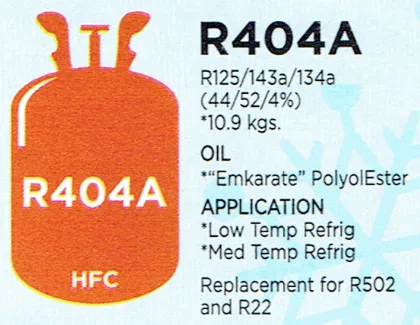 R404A
R125/143a/134a
(44/52/4%)
*10.9 kgs.
OIL
*“Emkarate” PolyolEster
APPLICATION
*Low Temp Refrig
*Med Temp Refrig
Replacement for R502
and R22
R404A
HFC